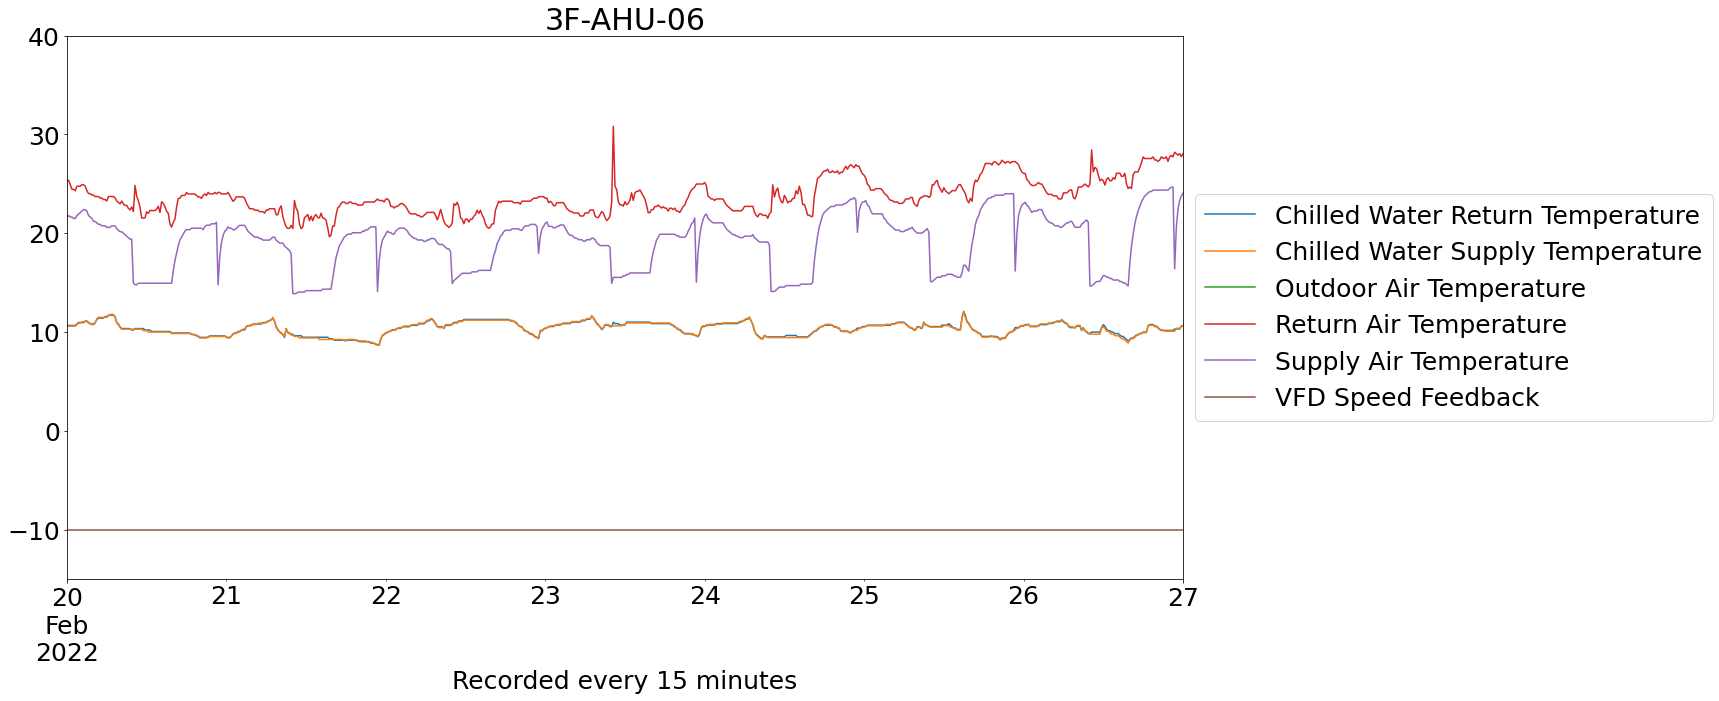 3F-AHU-06
40
30
20
10
0
−10
20
Feb
2022
21
22
23
24
25
26
27
Recorded every 15 minutes
Chilled Water Return Temperature
Chilled Water Supply Temperature
Outdoor Air Temperature
Return Air Temperature
Supply Air Temperature
VFD Speed Feedback